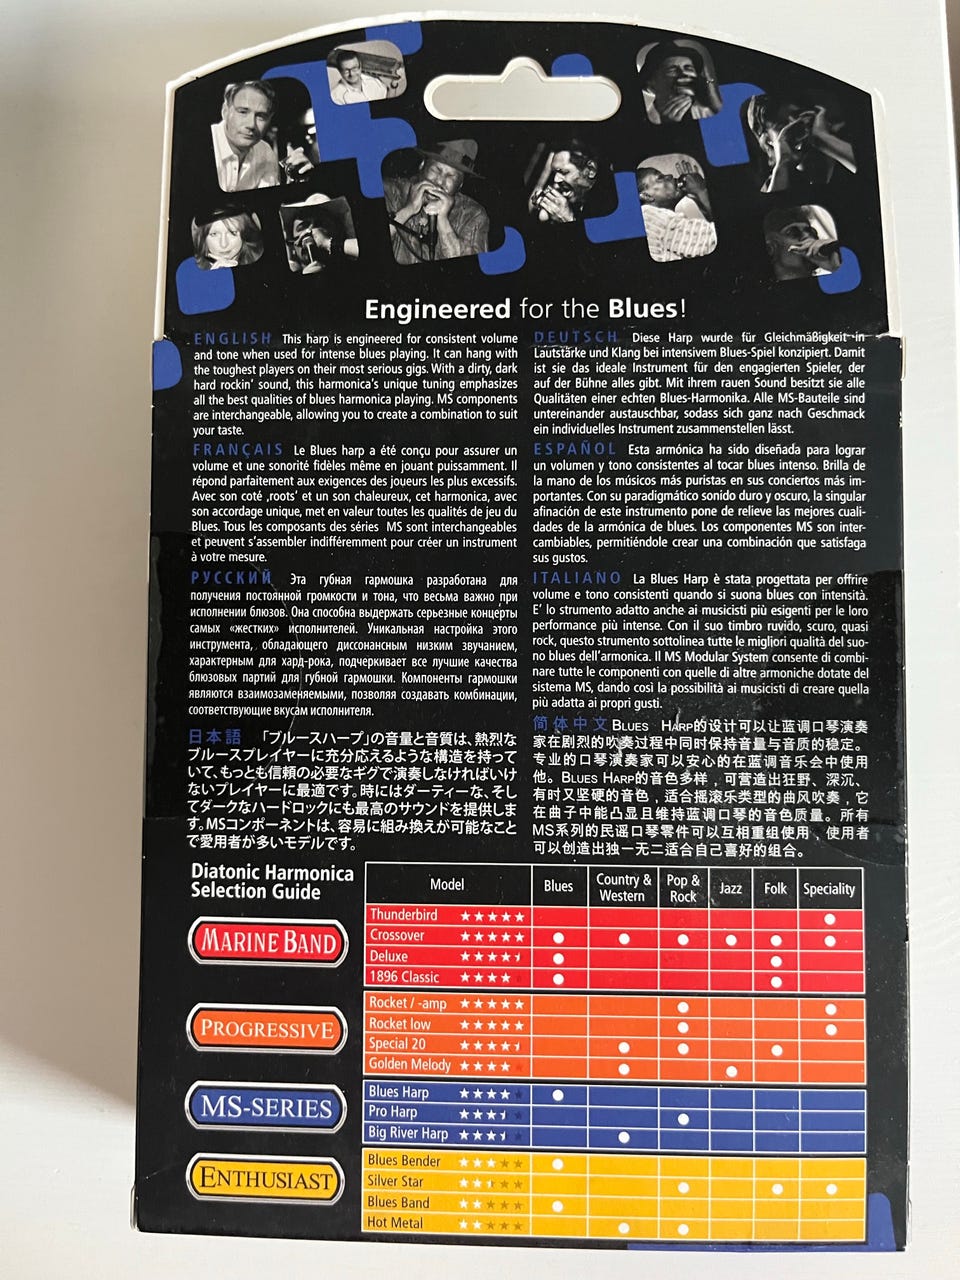 Engineered for the Blues!
ENGLISH This harp is engineered for consistent volume
and tone when used for intense blues playing. It can hang with
the toughest players on their most serious gigs. With a dirty, dark
hard rockin' sound, this harmonica's unique tuning emphasizes
all the best qualities of blues harmonica playing. MS components
are interchangeable, allowing you to create a combination to suit
your taste.
FRANÇAIS Le Blues harp a été conçu pour assurer un
volume et une sonorité fidèles même en jouant puissamment. Il
répond parfaitement aux exigences des joueurs les plus excessifs.
Avec son coté ‚roots' et un son chaleureux, cet harmonica, avec
son accordage unique, met en valeur toutes les qualités de jeu du
Blues. Tous les composants des séries MS sont interchangeables
et peuvent s'assembler indifféremment pour créer un instrument
à votre mesure.
РУССКИЙ Эта губная гармошка разработана для
получения постоянной громкости и тона, что весьма важно при
исполнении блюзов. Она способна выдержать серьезные концерты
самых «жестких» исполнителей. Уникальная настройка этого
инструмента, обладающего диссонансным низким звучанием,
характерным для хард-рока, подчеркивает все лучшие качества
блюзовых партий для губной гармошки. Компоненты гармошки
являются взаимозаменяемыми, позволяя создавать комбинации,
соответствующие вкусам исполнителя.
日本語 「ブルースハープ」の音量と音質は、熱烈な
ブルースプレイヤーに充分応えるような構造を持って
いて、もっとも信頼の必要なギグで演奏しなければいけ
ないプレイヤーに最適です。時にはダーティーな、そし
てダークなハードロックにも最高のサウンドを提供しま
す。MSコンポーネントは、容易に組み換えが可能なこと
で愛用者が多いモデルです。
DEUTSCH Diese Harp wurde für Gleichmäßigkeit in
Lautstärke und Klang bei intensivem Blues-Spiel konzipiert. Damit
ist sie das ideale Instrument für den engagierten Spieler, der
auf der Bühne alles gibt. Mit ihrem rauen Sound besitzt sie alle
Qualitäten einer echten Blues-Harmonika. Alle MS-Bauteile sind
untereinander austauschbar, sodass sich ganz nach Geschmack
ein individuelles Instrument zusammenstellen lässt.
ESPAÑOL Esta armónica ha sido diseñada para lograr
un volumen y tono consistentes al tocar blues intenso. Brilla de
la mano de los músicos más puristas en sus conciertos más im-
portantes. Con su paradigmático sonido duro y oscuro, la singular
afinación de este instrumento pone de relieve las mejores cuali-
dades de la armónica de blues. Los componentes MS son inter-
cambiables, permitiéndole crear una combinación que satisfaga
sus gustos.
ITALIANO La Blues Harp è stata progettata per offrire
volume e tono consistenti quando si suona blues con intensità.
E' lo strumento adatto anche ai musicisti più esigenti per le loro
performance più intense. Con il suo timbro ruvido, scuro, quasi
rock, questo strumento sottolinea tutte le migliori qualità del suo-
no blues dell'armonica. Il MS Modular System consente di combi-
nare tutte le componenti con quelle di altre armoniche dotate del
sistema MS, dando così la possibilità ai musicisti di creare quella
più adatta ai propri gusti.
简体中文 BLUES HARP的设计可以让蓝调口琴演奏
家在剧烈的吹奏过程中同时保持音量与音质的稳定。
专业的口琴演奏家可以安心的在蓝调音乐会中使用
他。BLUES HARP的音色多样，可营造出狂野、深沉、
有时又坚硬的音色，适合摇滚乐类型的曲风吹奏，它
在曲子中能凸显且维持蓝调口琴的音色质量。所有
MS系列的民谣口琴零件可以互相重组使用，使用者
可以创造出独一无二适合自己喜好的组合。
Diatonic Harmonica
Selection Guide
Model Blues Country & Western Pop & Rock Jazz Folk Speciality
MARINE BAND
Thunderbird ★★★★★
Crossover ★★★★★
Deluxe
1896 Classic ★★★★
PROGRESSIVE
Rocket / -amp ★★★★★
Rocket low ★★★★★
Special 20
Golden Melody ★★★★
MS-SERIES
Blues Harp ★★★★
Pro Harp
Big River Harp
ENTHUSIAST
Blues Bender
Silver Star
Blues Band
Hot Metal